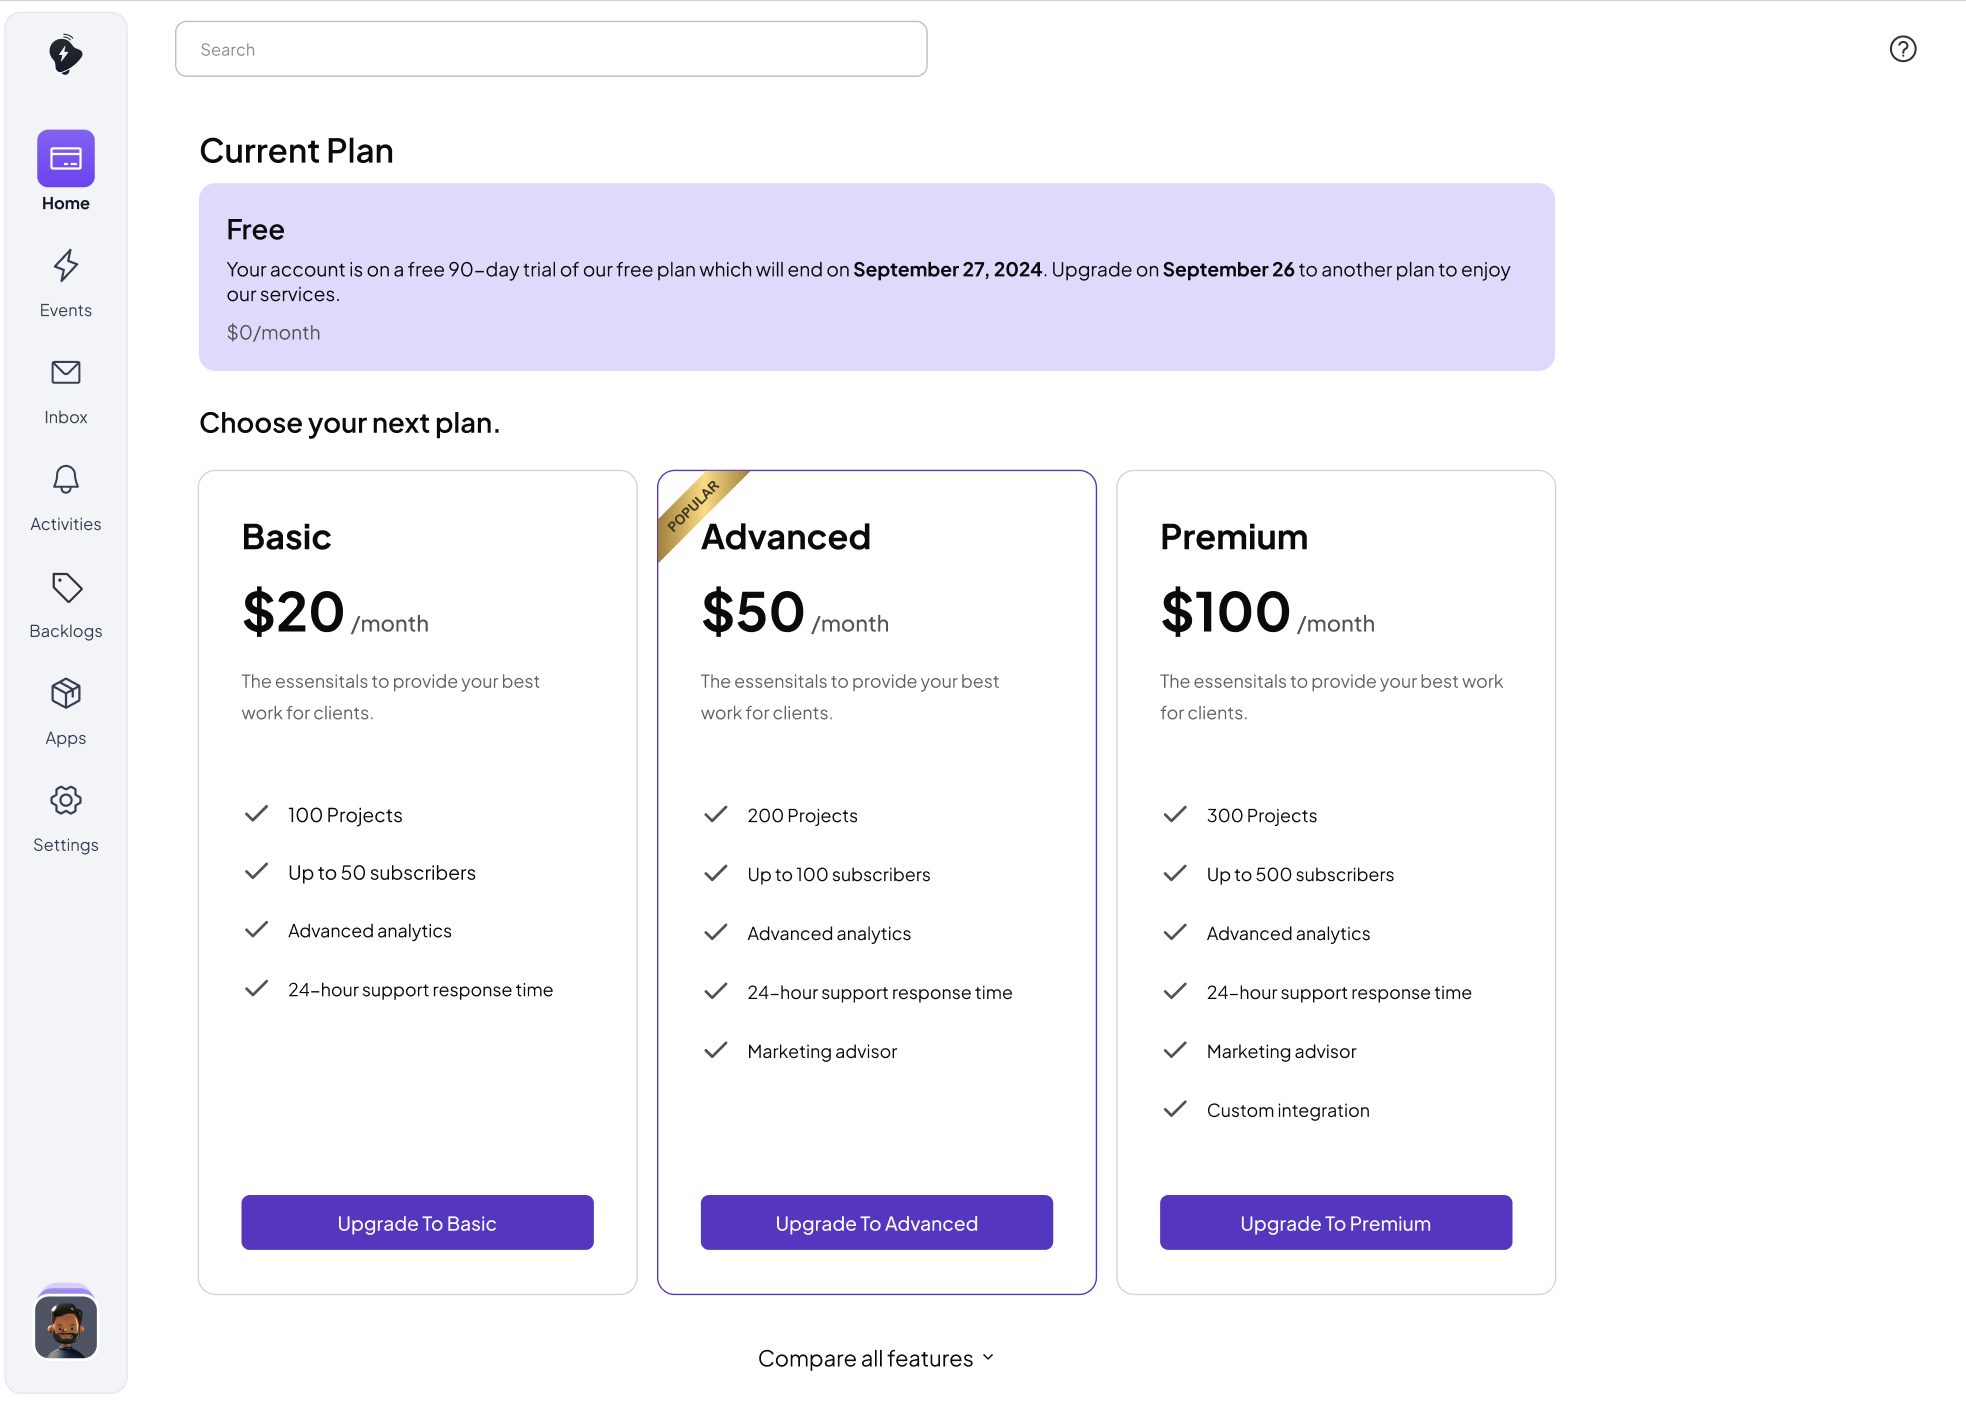 Search
Home
Events
Inbox
Activities
Backlogs
Apps
Settings
Current Plan
Free
Your account is on a free 90-day trial of our free plan which will end on September 27, 2024. Upgrade on September 26 to another plan to enjoy
our services.
$0/month
Choose your next plan.
Basic
$20 /month
The essensitals to provide your best
work for clients.
100 Projects
Up to 50 subscribers
Advanced analytics
24-hour support response time
Upgrade To Basic
POPULAR
Advanced
$50 /month
The essensitals to provide your best
work for clients.
200 Projects
Up to 100 subscribers
Advanced analytics
24-hour support response time
Marketing advisor
Upgrade To Advanced
Premium
$100 /month
The essensitals to provide your best work
for clients.
300 Projects
Up to 500 subscribers
Advanced analytics
24-hour support response time
Marketing advisor
Custom integration
Upgrade To Premium
Compare all features